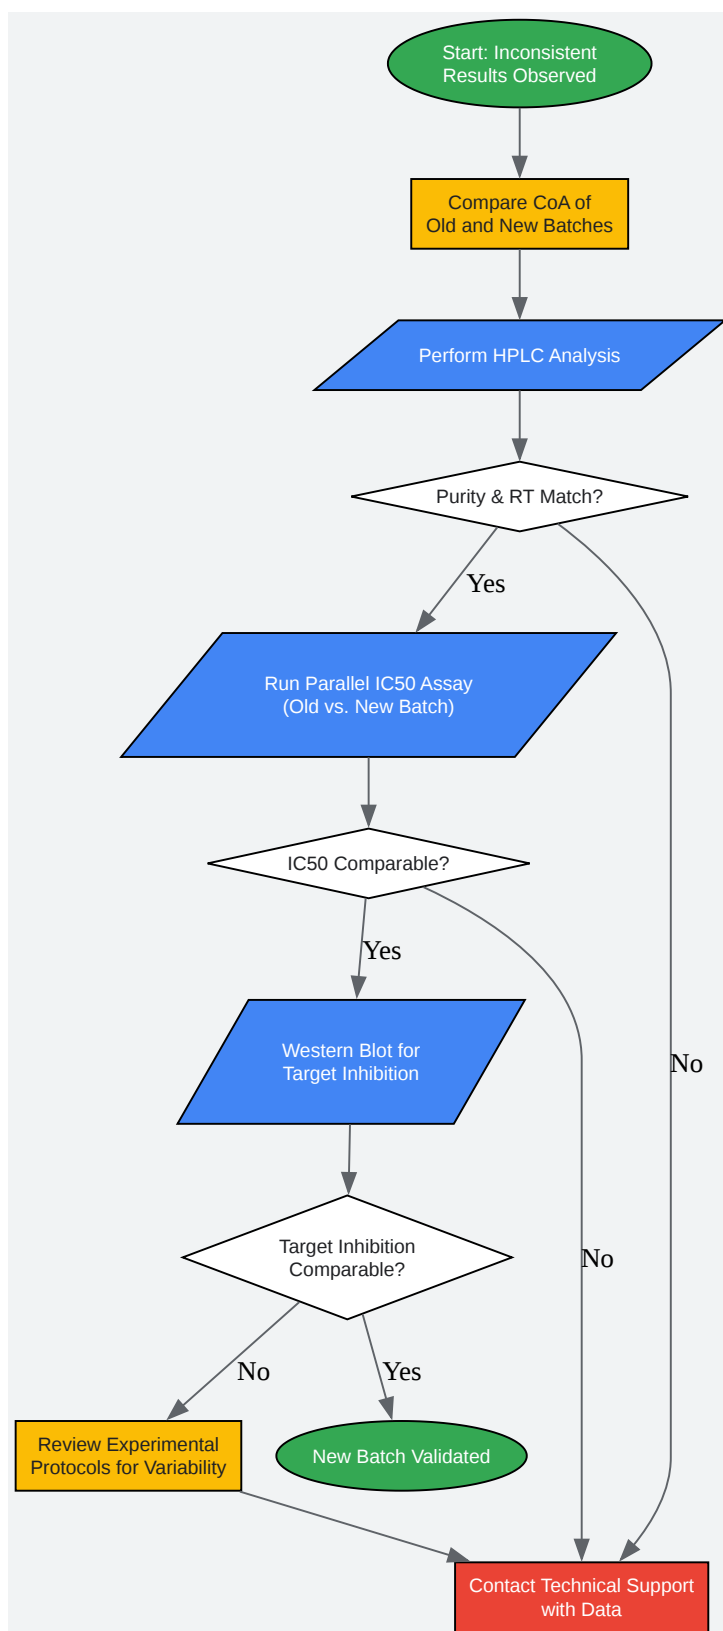 Start: Inconsistent
Results Observed
Compare CoA of
Old and New Batches
Perform HPLC Analysis
Purity & RT Match?
Yes
Run Parallel IC50 Assay
(Old vs. New Batch)
IC50 Comparable?
Yes
Western Blot for
Target Inhibition
No
Target Inhibition
Comparable?
No
No
Yes
Review Experimental
Protocols for Variability
New Batch Validated
Contact Technical Support
with Data